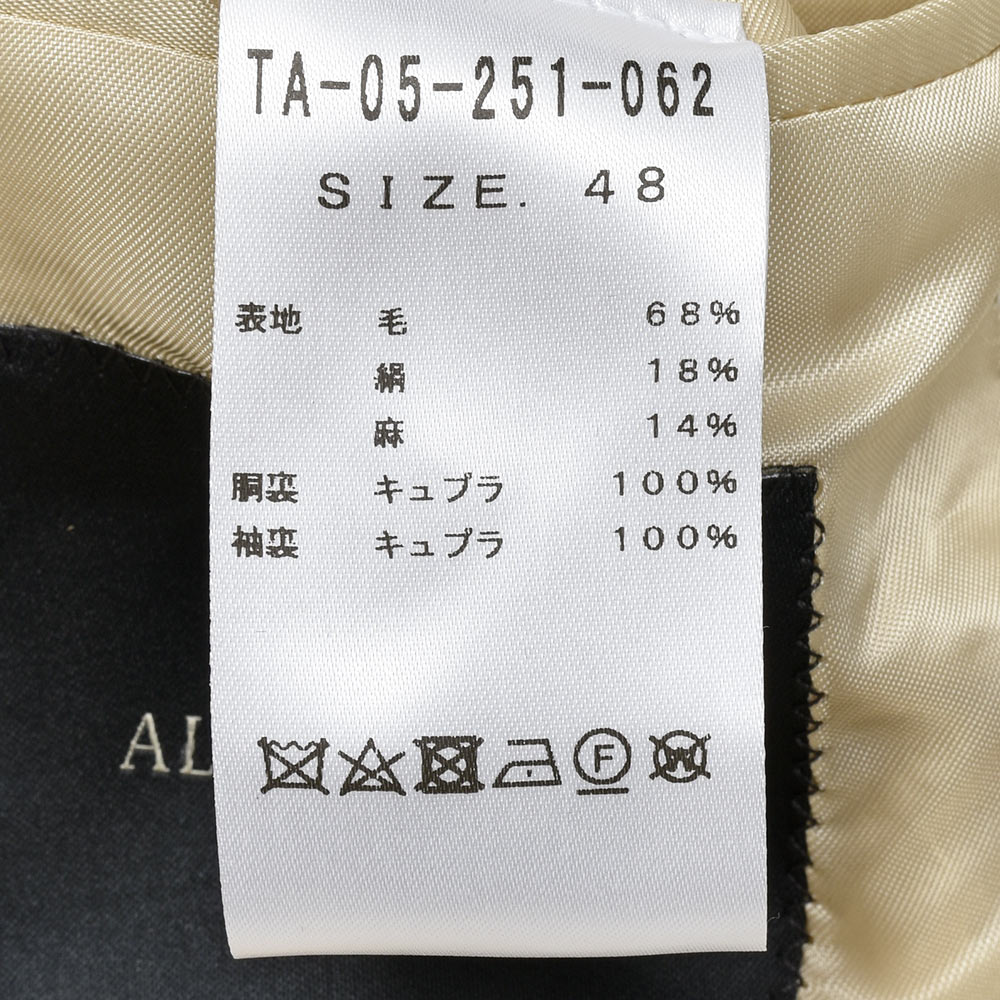 TA-05-251-062
SIZE. 48
表地 毛 68%
絹 18%
麻 14%
胴裏 キュプラ 100%
袖裏 キュプラ 100%
AL
F W